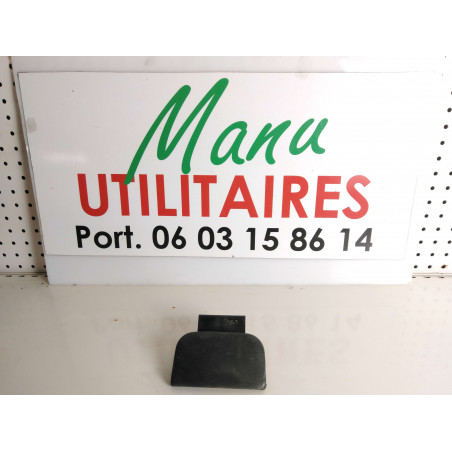 Manu
UTILITAIRES
Port. 06 03 15 86 14